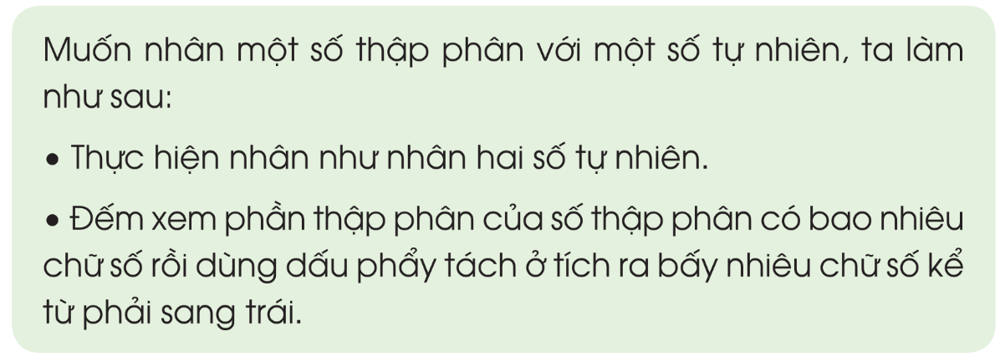 Muốn nhân một số thập phân với một số tự nhiên, ta làm
như sau:
• Thực hiện nhân như nhân hai số tự nhiên.
• Đếm xem phần thập phân của số thập phân có bao nhiêu
chữ số rồi dùng dấu phẩy tách ở tích ra bấy nhiêu chữ số kể
từ phải sang trái.